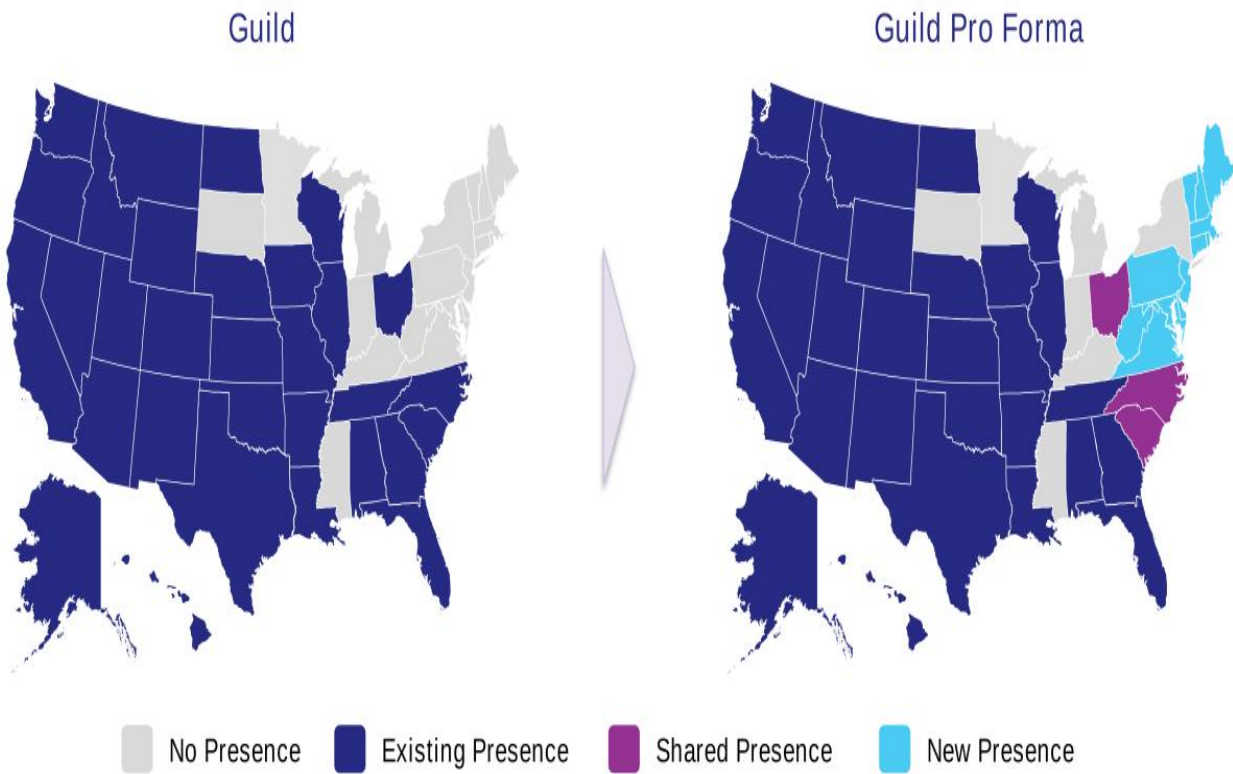 Guild
Guild Pro Forma
No Presence
Existing Presence
Shared Presence
New Presence